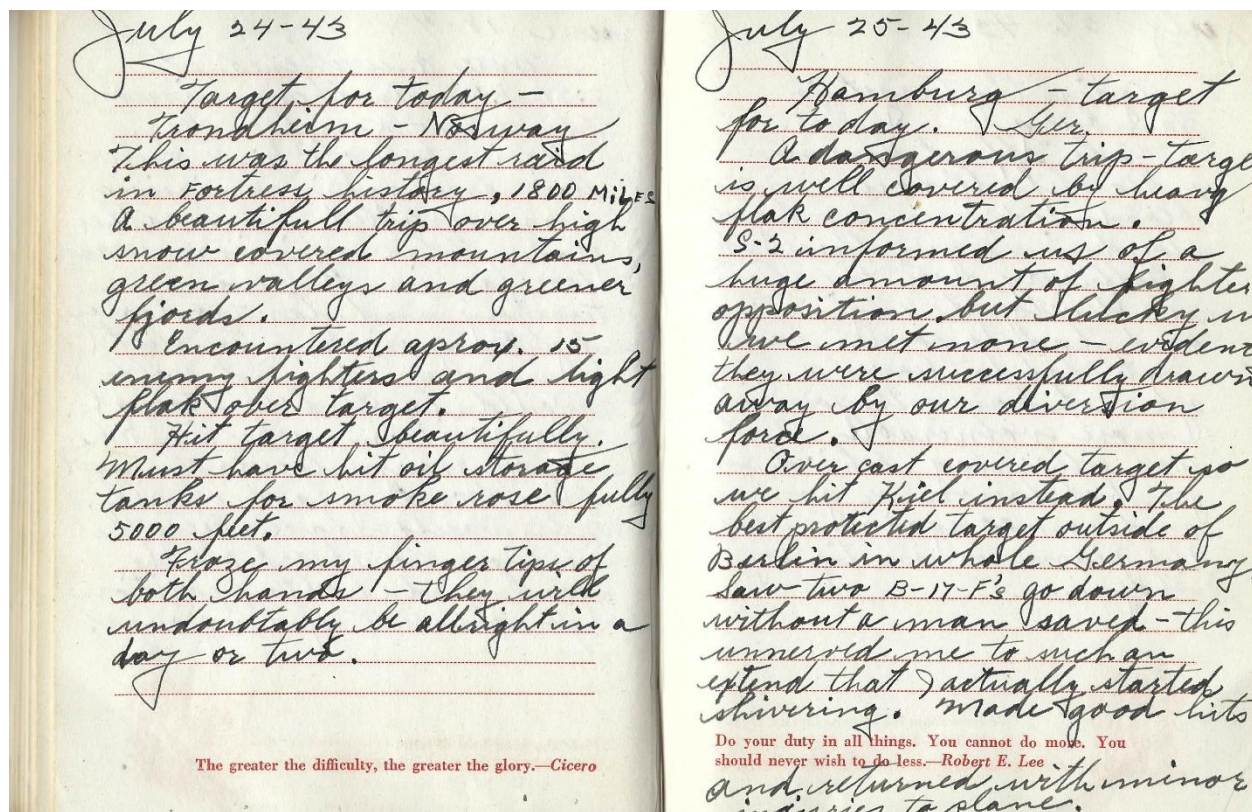 July 24-43
Target for today -
Trondheim - Norway
This was the longest raid
in Fortress history, 1800 MILES
A beautifull trip over high
snow covered mountains,
green valleys and greener
fjords.
Encountered aprox. 15
enemy fighters and light
flak over target.
Hit target beautifully.
Must have hit oil storage
tanks for smoke rose fully
5000 feet.
Froze my finger tips of
both hands - they will
undoubtably be allright in a
day or two.
The greater the difficulty, the greater the glory.—Cicero
July 25-43
Hamburg - target
for today. Ger.
A dangerous trip - targe
is well covered by heavy
flak concentration.
S-2 informed us of a
huge amount of fighter
opposition, but lucky
we met none - evident
they were successfully drawn
away by our diversion
force.
Over cast covered target so
we hit Kiel instead. The
best protected target outside of
Berlin in whole Germany
Saw two B-17-F's go down
without a man saved - this
unnerved me to such an
extend that I actually started
shivering. Made good hits
Do your duty in all things. You cannot do more. You
should never wish to do less.—Robert E. Lee
and returned with minor
injuries to plane.